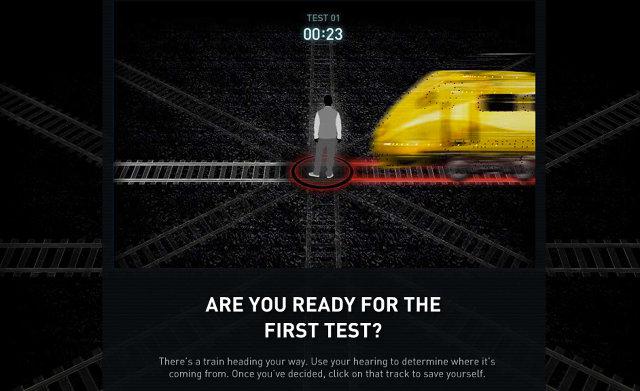 TEST 01
00:23
ARE YOU READY FOR THE
FIRST TEST?
There's a train heading your way. Use your hearing to determine where it's
coming from. Once you've decided, click on that track to save yourself.